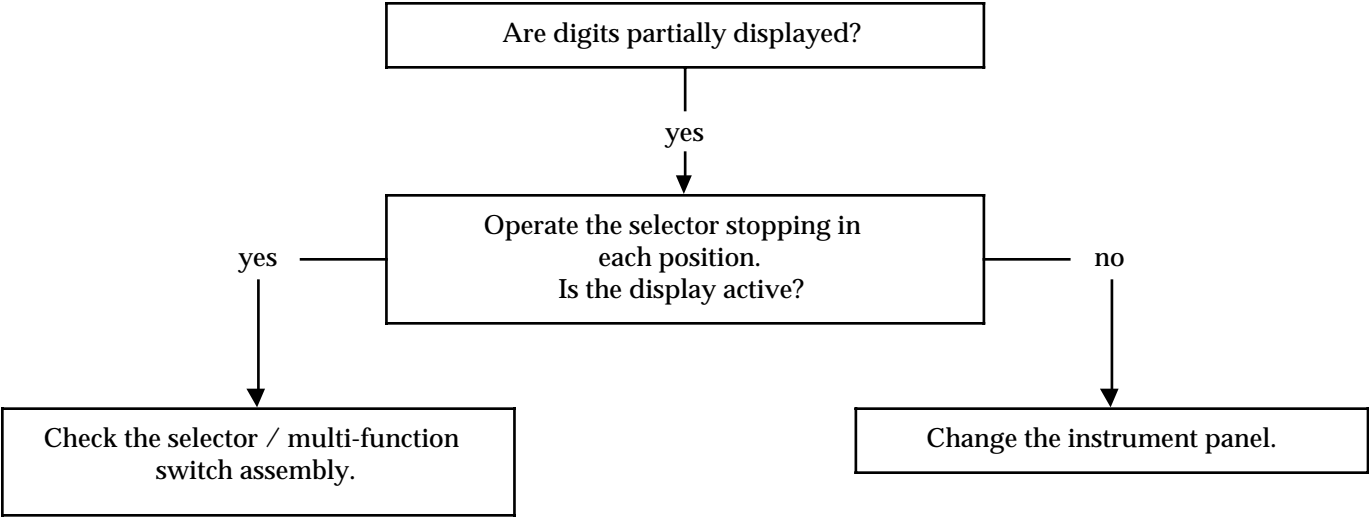 Are digits partially displayed?
yes
Operate the selector stopping in
each position.
Is the display active?
yes
no
Check the selector / multi-function
switch assembly.
Change the instrument panel.